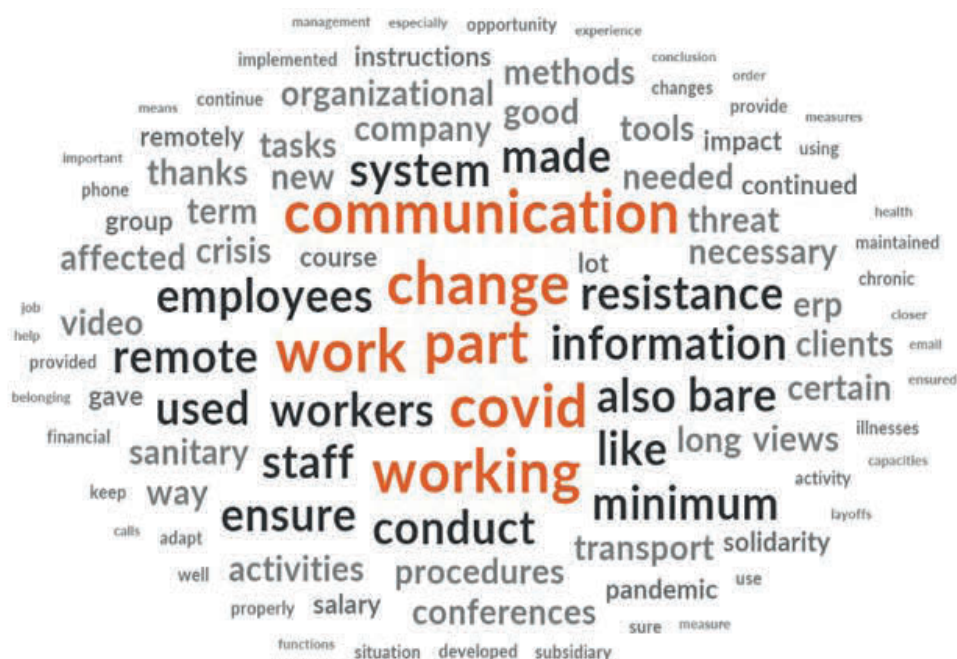 management especially opportunity experience
implemented instructions methods conclusion
means continue organizational good changes order
remotely tasks company tools provide measures
important thanks new system made needed impact using
phone term communication threat continued
group crisis course lot necessary health
affected employees change resistance erp maintained
job video work part information clients chronic
help remote covid also bare certain closer
provided used workers like long views email
belonging gave staff working minimum illnesses ensured
financial sanitary ensure conduct transport activity capacities
keep way activities procedures solidarity layoffs
calls adapt salary conferences pandemic use
well properly sure measure
functions situation developed subsidiary